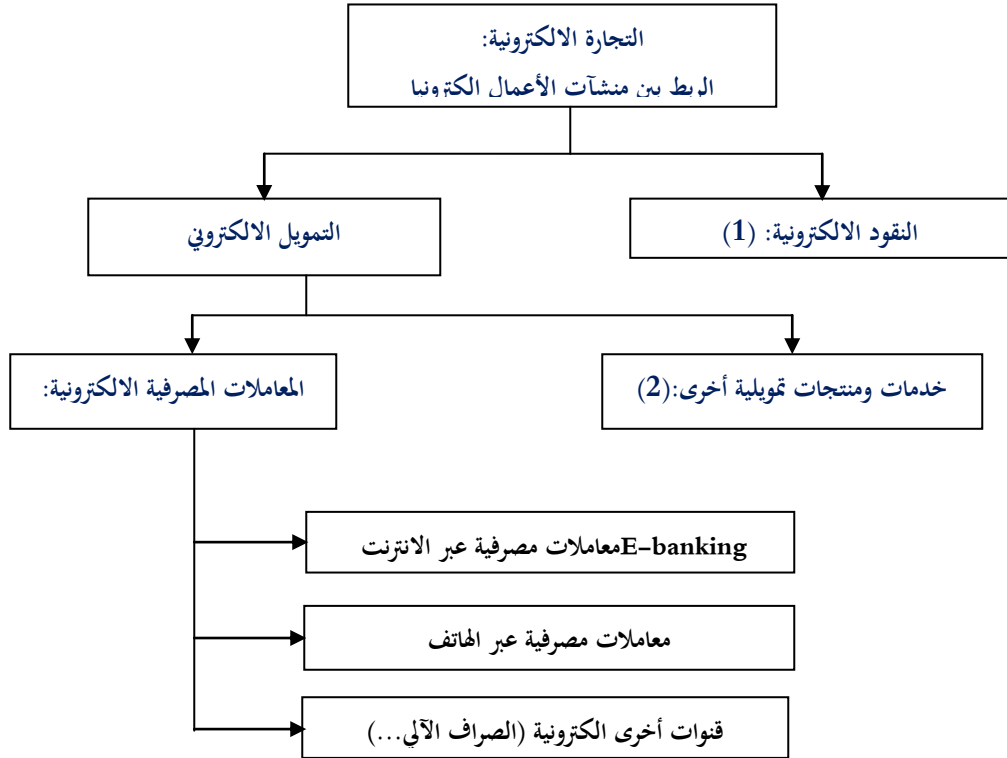 التجارة الالكترونية:
الربط بين منشآت الأعمال الكترونيا
النقود الالكترونية: (1)
التمويل الالكتروني
خدمات ومنتجات تمويلية أخرى:(2)
المعاملات المصرفية الالكترونية:
E-bankingمعاملات مصرفية عبر الانترنت
معاملات مصرفية عبر الهاتف
قنوات أخرى الكترونية (الصراف الآلي...)